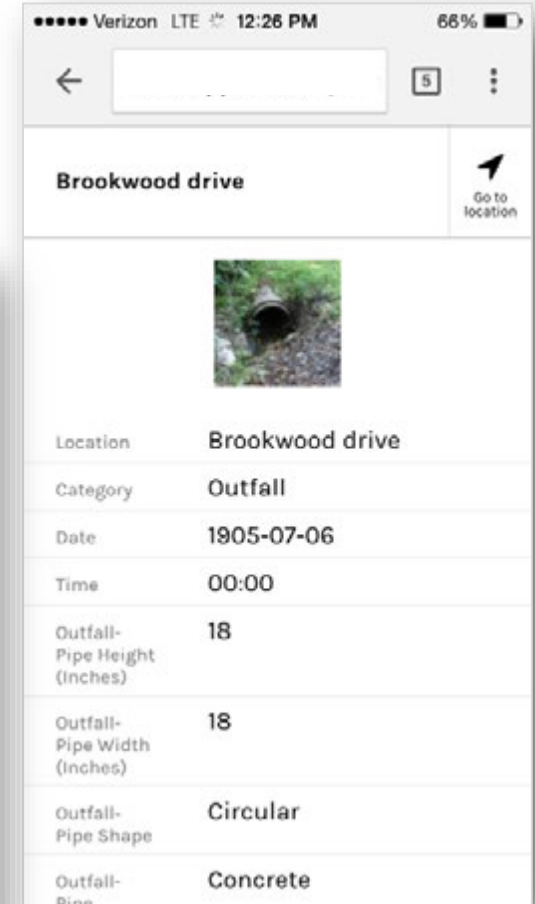 Verizon LTE 12:26 PM 66%
5
Brookwood drive
Go to
location
Location Brookwood drive
Category Outfall
Date 1905-07-06
Time 00:00
Outfall- 18
Pipe Height
(Inches)
Outfall- 18
Pipe Width
(Inches)
Outfall- Circular
Pipe Shape
Outfall- Concrete
Pipe